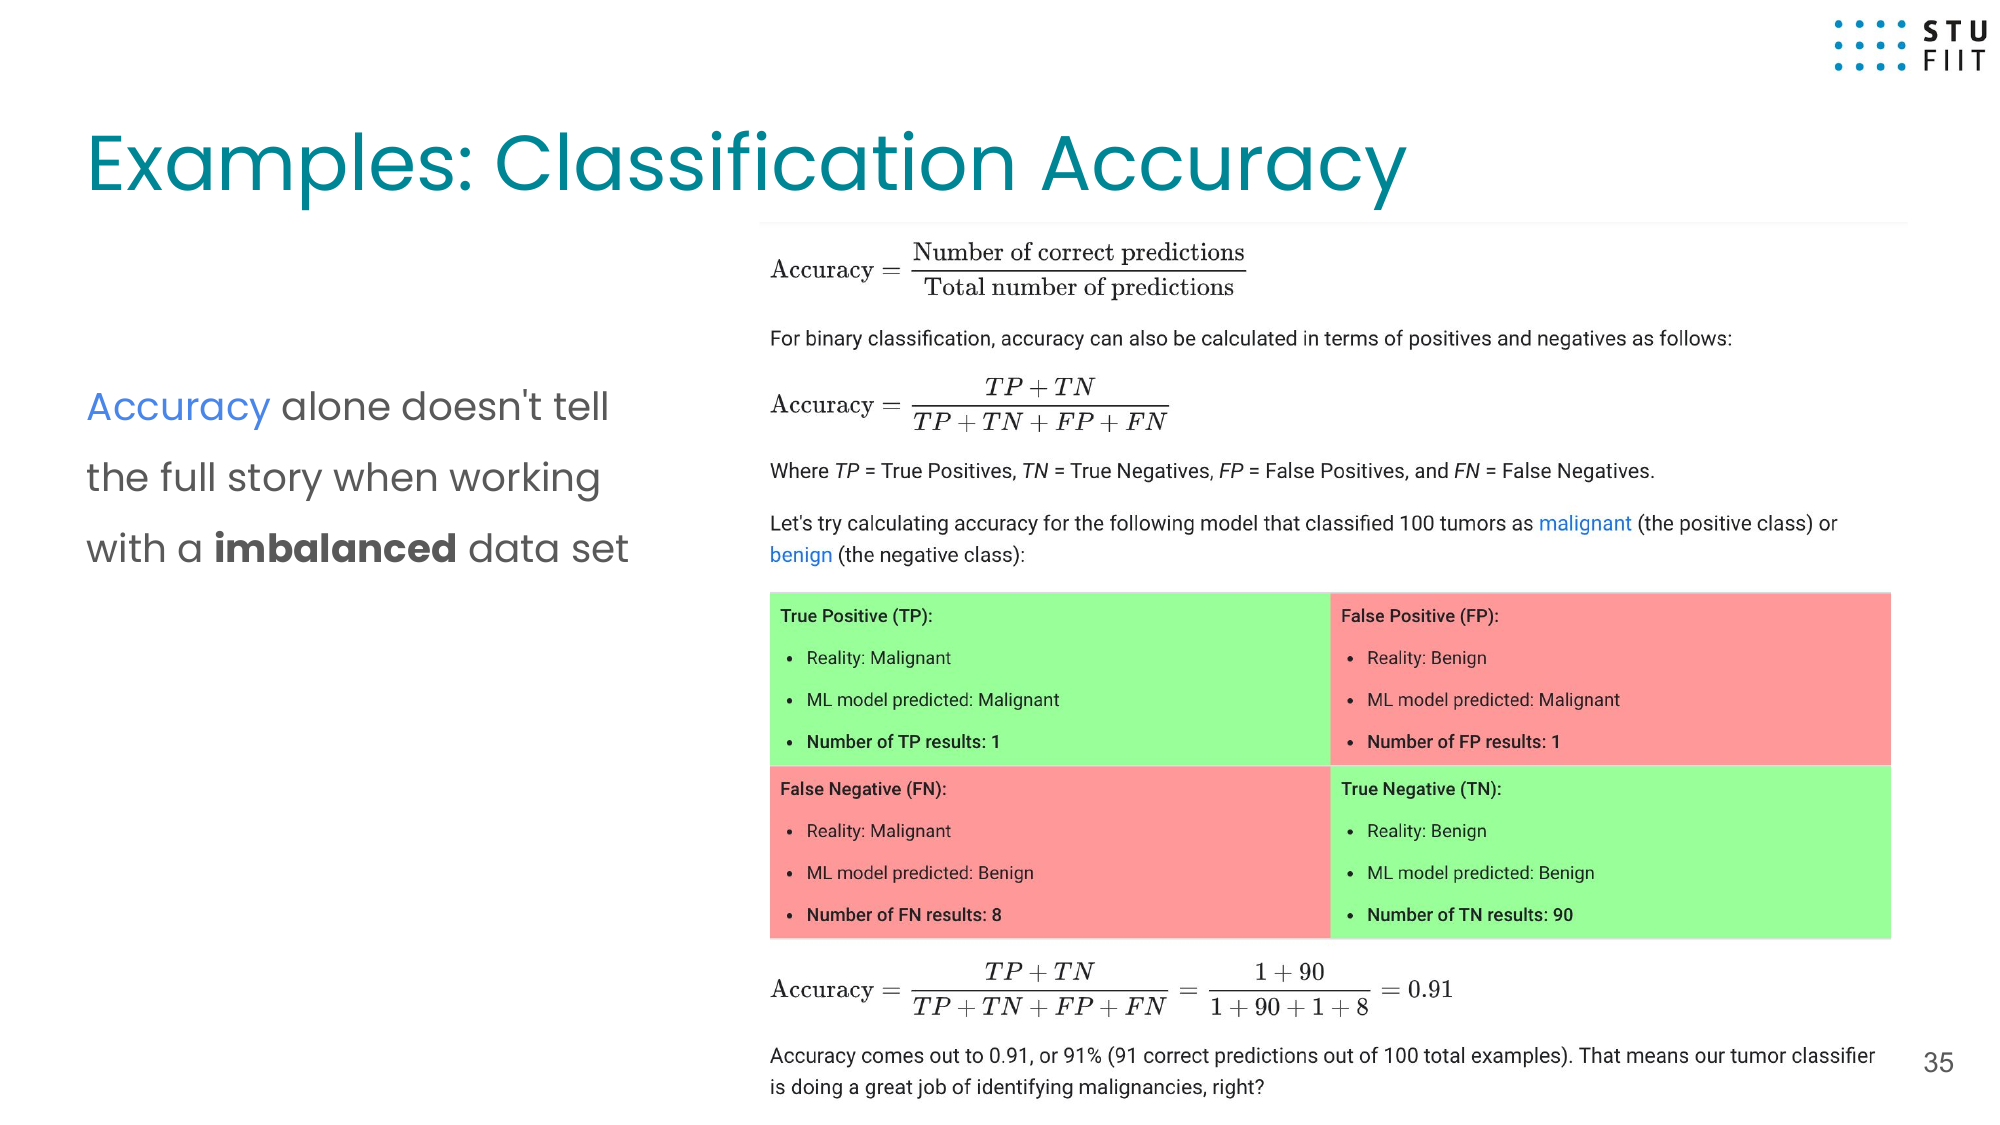 STU
FIIT
Examples: Classification Accuracy
Accuracy alone doesn't tell
the full story when working
with a imbalanced data set
Accuracy = Number of correct predictions / Total number of predictions
For binary classification, accuracy can also be calculated in terms of positives and negatives as follows:
Accuracy = TP + TN / TP + TN + FP + FN
Where TP = True Positives, TN = True Negatives, FP = False Positives, and FN = False Negatives.
Let's try calculating accuracy for the following model that classified 100 tumors as malignant (the positive class) or
benign (the negative class):
True Positive (TP):
• Reality: Malignant
• ML model predicted: Malignant
• Number of TP results: 1
False Positive (FP):
• Reality: Benign
• ML model predicted: Malignant
• Number of FP results: 1
False Negative (FN):
• Reality: Malignant
• ML model predicted: Benign
• Number of FN results: 8
True Negative (TN):
• Reality: Benign
• ML model predicted: Benign
• Number of TN results: 90
Accuracy = TP + TN / TP + TN + FP + FN = 1 + 90 / 1 + 90 + 1 + 8 = 0.91
Accuracy comes out to 0.91, or 91% (91 correct predictions out of 100 total examples). That means our tumor classifier
is doing a great job of identifying malignancies, right?
35